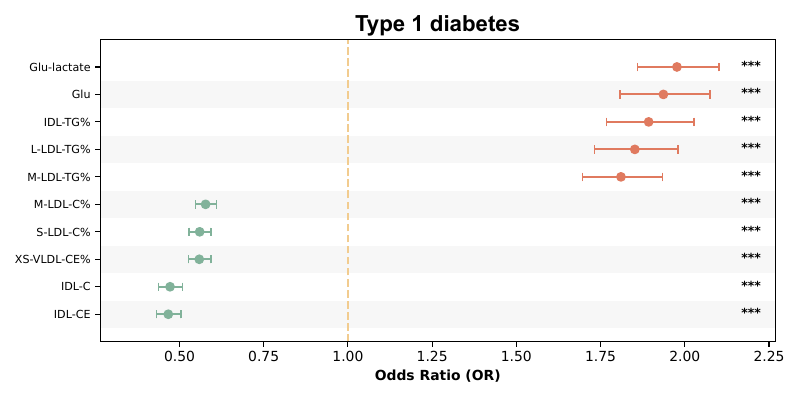 Type 1 diabetes
Glu-lactate ***
Glu ***
IDL-TG% ***
L-LDL-TG% ***
M-LDL-TG% ***
M-LDL-C% ***
S-LDL-C% ***
XS-VLDL-CE% ***
IDL-C ***
IDL-CE ***
0.50 0.75 1.00 1.25 1.50 1.75 2.00 2.25
Odds Ratio (OR)